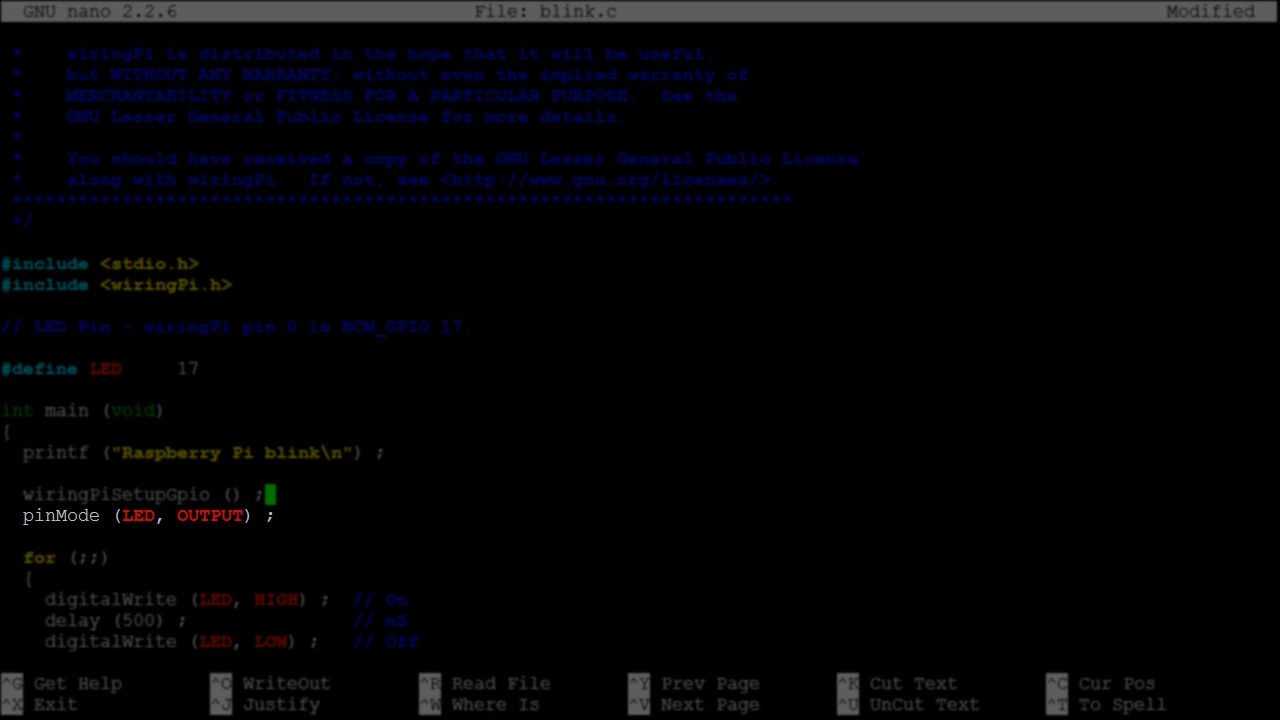 GNU nano 2.2.6 File: blink.c Modified
* wiringPi is distributed in the hope that it will be useful,
* but WITHOUT ANY WARRANTY; without even the implied warranty of
* MERCHANTABILITY or FITNESS FOR A PARTICULAR PURPOSE. See the
* GNU Lesser General Public License for more details.
*
* You should have received a copy of the GNU Lesser General Public License
* along with wiringPi. If not, see <http://www.gnu.org/licenses/>.
***********************************************************************
*/
#include <stdio.h>
#include <wiringPi.h>
// LED Pin - wiringPi pin 0 is BCM_GPIO 17.
#define LED 17
int main (void)
{
printf ("Raspberry Pi blink\n") ;
wiringPiSetupGpio () ;
pinMode (LED, OUTPUT) ;
for (;;)
{
digitalWrite (LED, HIGH) ; // On
delay (500) ; // mS
digitalWrite (LED, LOW) ; // Off
^G Get Help ^O WriteOut ^R Read File ^Y Prev Page ^K Cut Text ^C Cur Pos
^X Exit ^J Justify ^W Where Is ^V Next Page ^U UnCut Text ^T To Spell